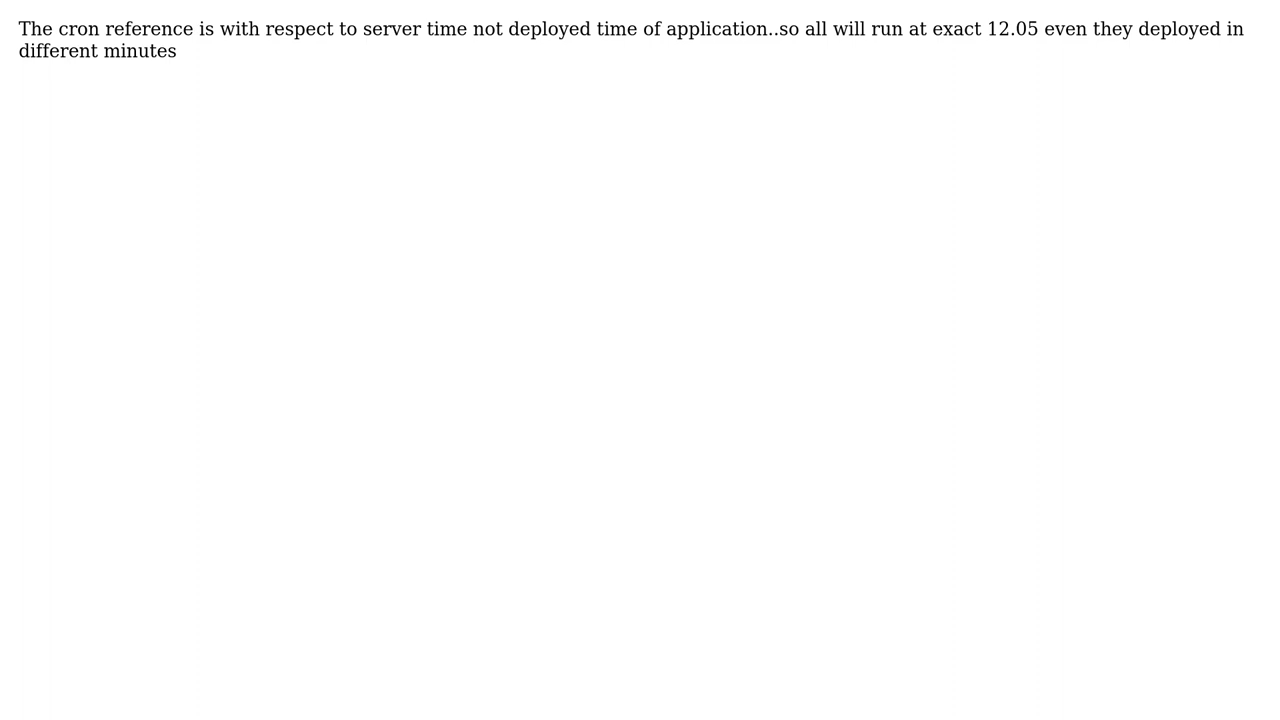 The cron reference is with respect to server time not deployed time of application..so all will run at exact 12.05 even they deployed in
different minutes